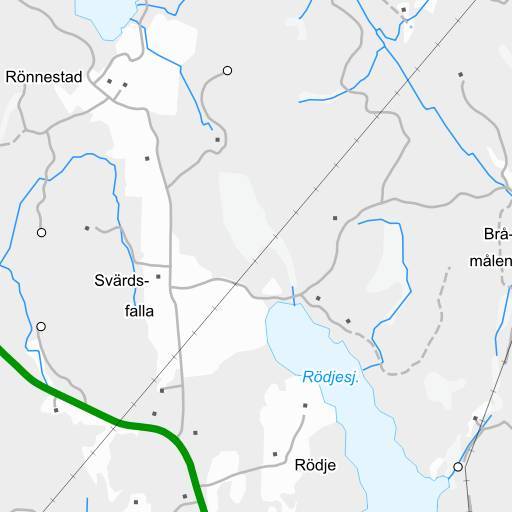 Rönnestad
Brå-
målen
Svärds-
falla
Rödjesj.
Rödje